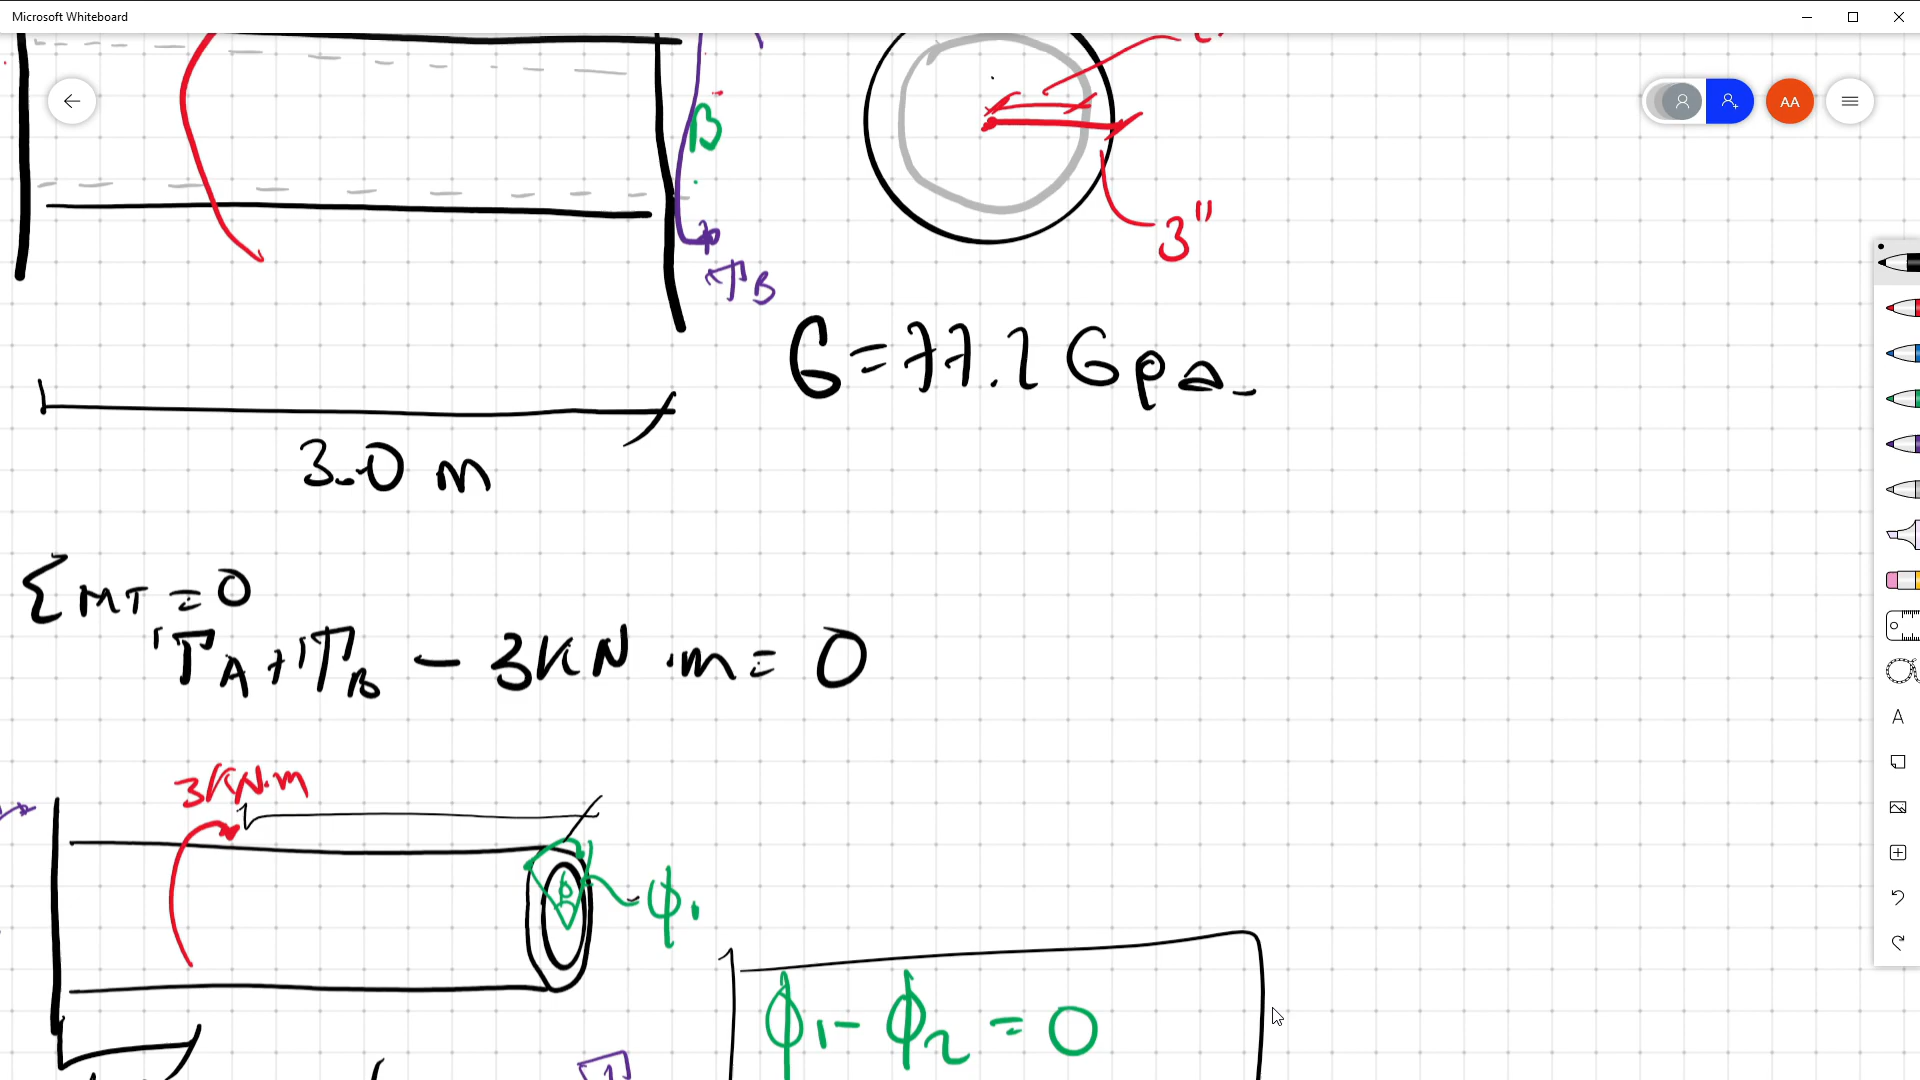 Microsoft Whiteboard
AA
B
3"
TB
G = 77.2 Gpa.
3.0 m
ΣMT = 0
TA + TB - 3KN.m = 0
3KN.m
ϕ1
ϕ1 - ϕ2 = 0
A